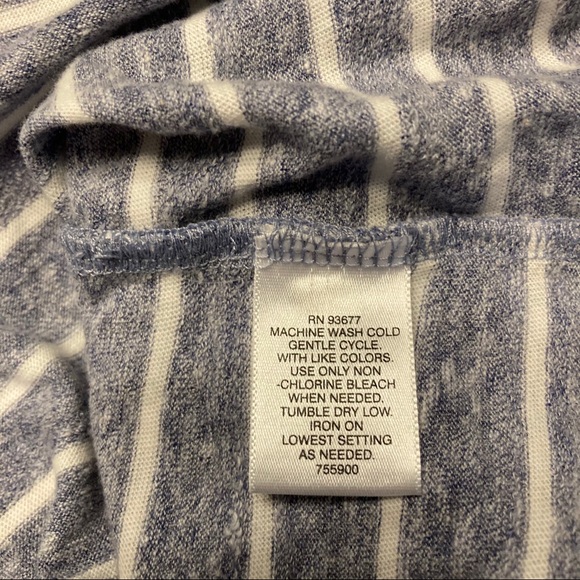 RN 93677
MACHINE WASH COLD
GENTLE CYCLE.
WITH LIKE COLORS.
USE ONLY NON
-CHLORINE BLEACH
WHEN NEEDED.
TUMBLE DRY LOW.
IRON ON
LOWEST SETTING
AS NEEDED.
755900